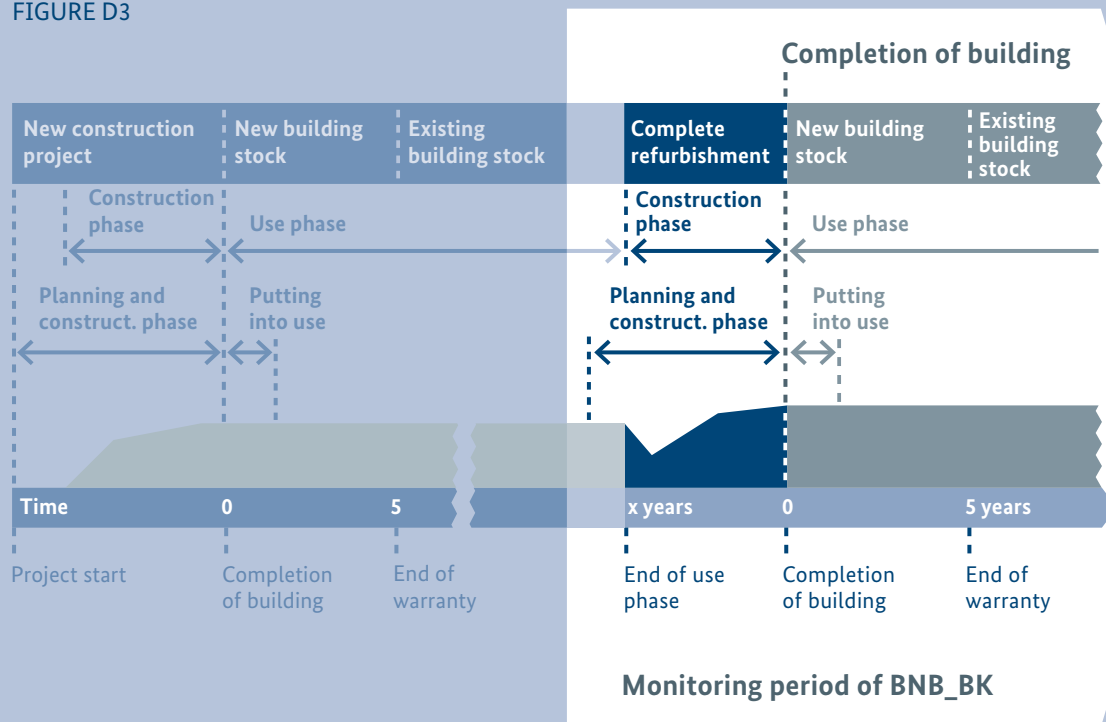 FIGURE D3
Completion of building
New construction
project
New building
stock
Existing
building stock
Complete
refurbishment
New building
stock
Existing
building
stock
Construction
phase
Use phase
Construction
phase
Use phase
Planning and
construct. phase
Putting
into use
Planning and
construct. phase
Putting
into use
Time
0
5
x years
0
5 years
Project start
Completion
of building
End of
warranty
End of use
phase
Completion
of building
End of
warranty
Monitoring period of BNB_BK